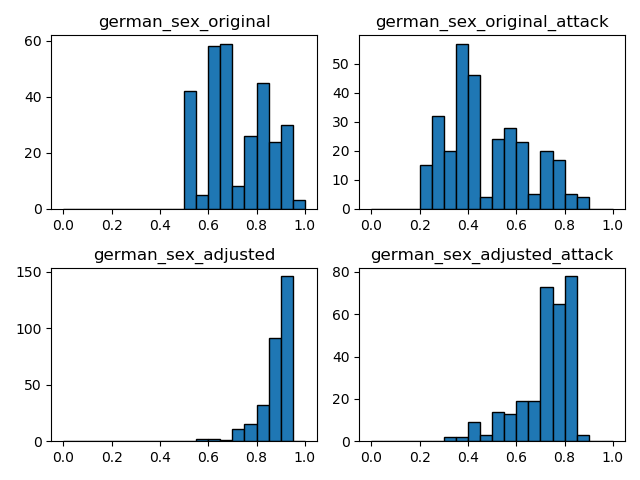 german_sex_original
60
40
20
0
0.0 0.2 0.4 0.6 0.8 1.0
german_sex_original_attack
50
40
30
20
10
0
0.0 0.2 0.4 0.6 0.8 1.0
german_sex_adjusted
150
100
50
0
0.0 0.2 0.4 0.6 0.8 1.0
german_sex_adjusted_attack
80
60
40
20
0
0.0 0.2 0.4 0.6 0.8 1.0